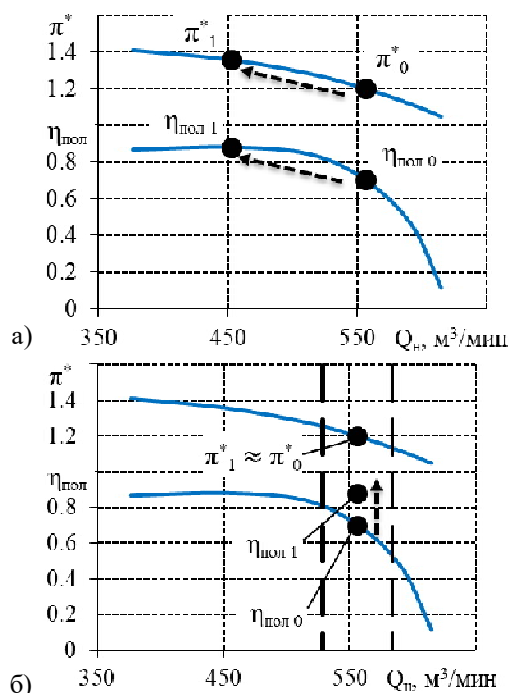 π*
π*1
π*0
1.4
1.2
ηпол
ηпол 1
ηпол 0
0.8
0.6
0.4
0.2
0
а)
350 450 550 Qн, м³/мин
π*
1.4
1.2
π*1 ≈ π*0
ηпол
0.8
0.6
ηпол 1
0.4
0.2
ηпол 0
0
б)
350 450 550 Qп, м³/мин